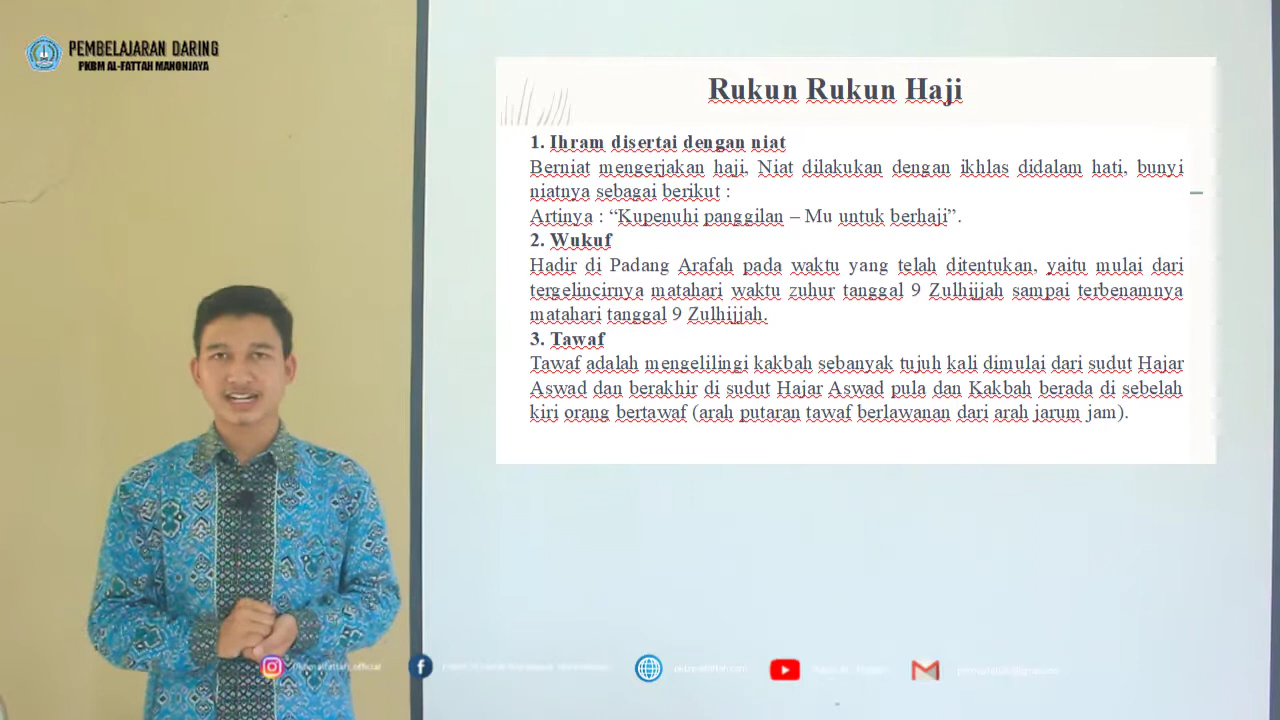 PEMBELAJARAN DARING
PKBM AL-FATTAH MAHONJAYA
Rukun Rukun Haji
1. Ihram disertai dengan niat
Berniat mengerjakan haji, Niat dilakukan dengan ikhlas didalam hati, bunyi
niatnya sebagai berikut :
Artinya : “Kupenuhi panggilan – Mu untuk berhaji”.
2. Wukuf
Hadir di Padang Arafah pada waktu yang telah ditentukan, yaitu mulai dari
tergelincirnya matahari waktu zuhur tanggal 9 Zulhijjah sampai terbenamnya
matahari tanggal 9 Zulhijjah.
3. Tawaf
Tawaf adalah mengelilingi kakbah sebanyak tujuh kali dimulai dari sudut Hajar
Aswad dan berakhir di sudut Hajar Aswad pula dan Kakbah berada di sebelah
kiri orang bertawaf (arah putaran tawaf berlawanan dari arah jarum jam).